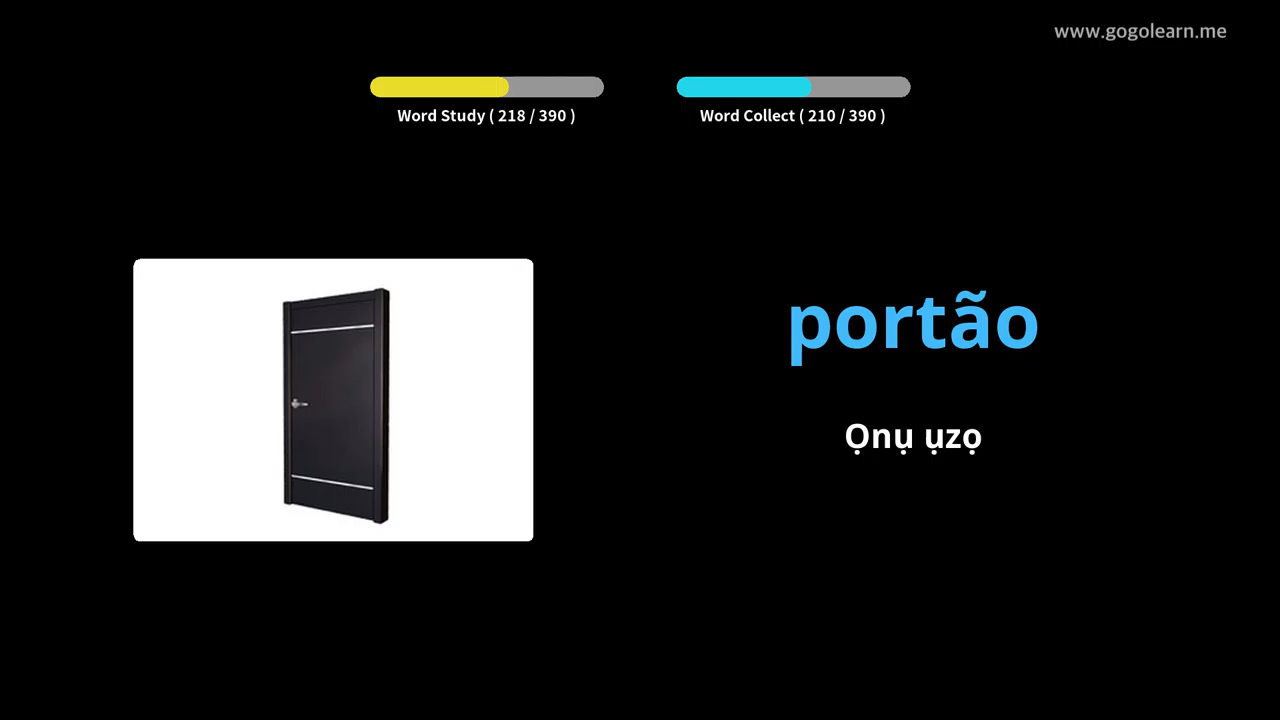 www.gogolearn.me
Word Study ( 218 / 390 )
Word Collect ( 210 / 390 )
portão
Ọnụ ụzọ